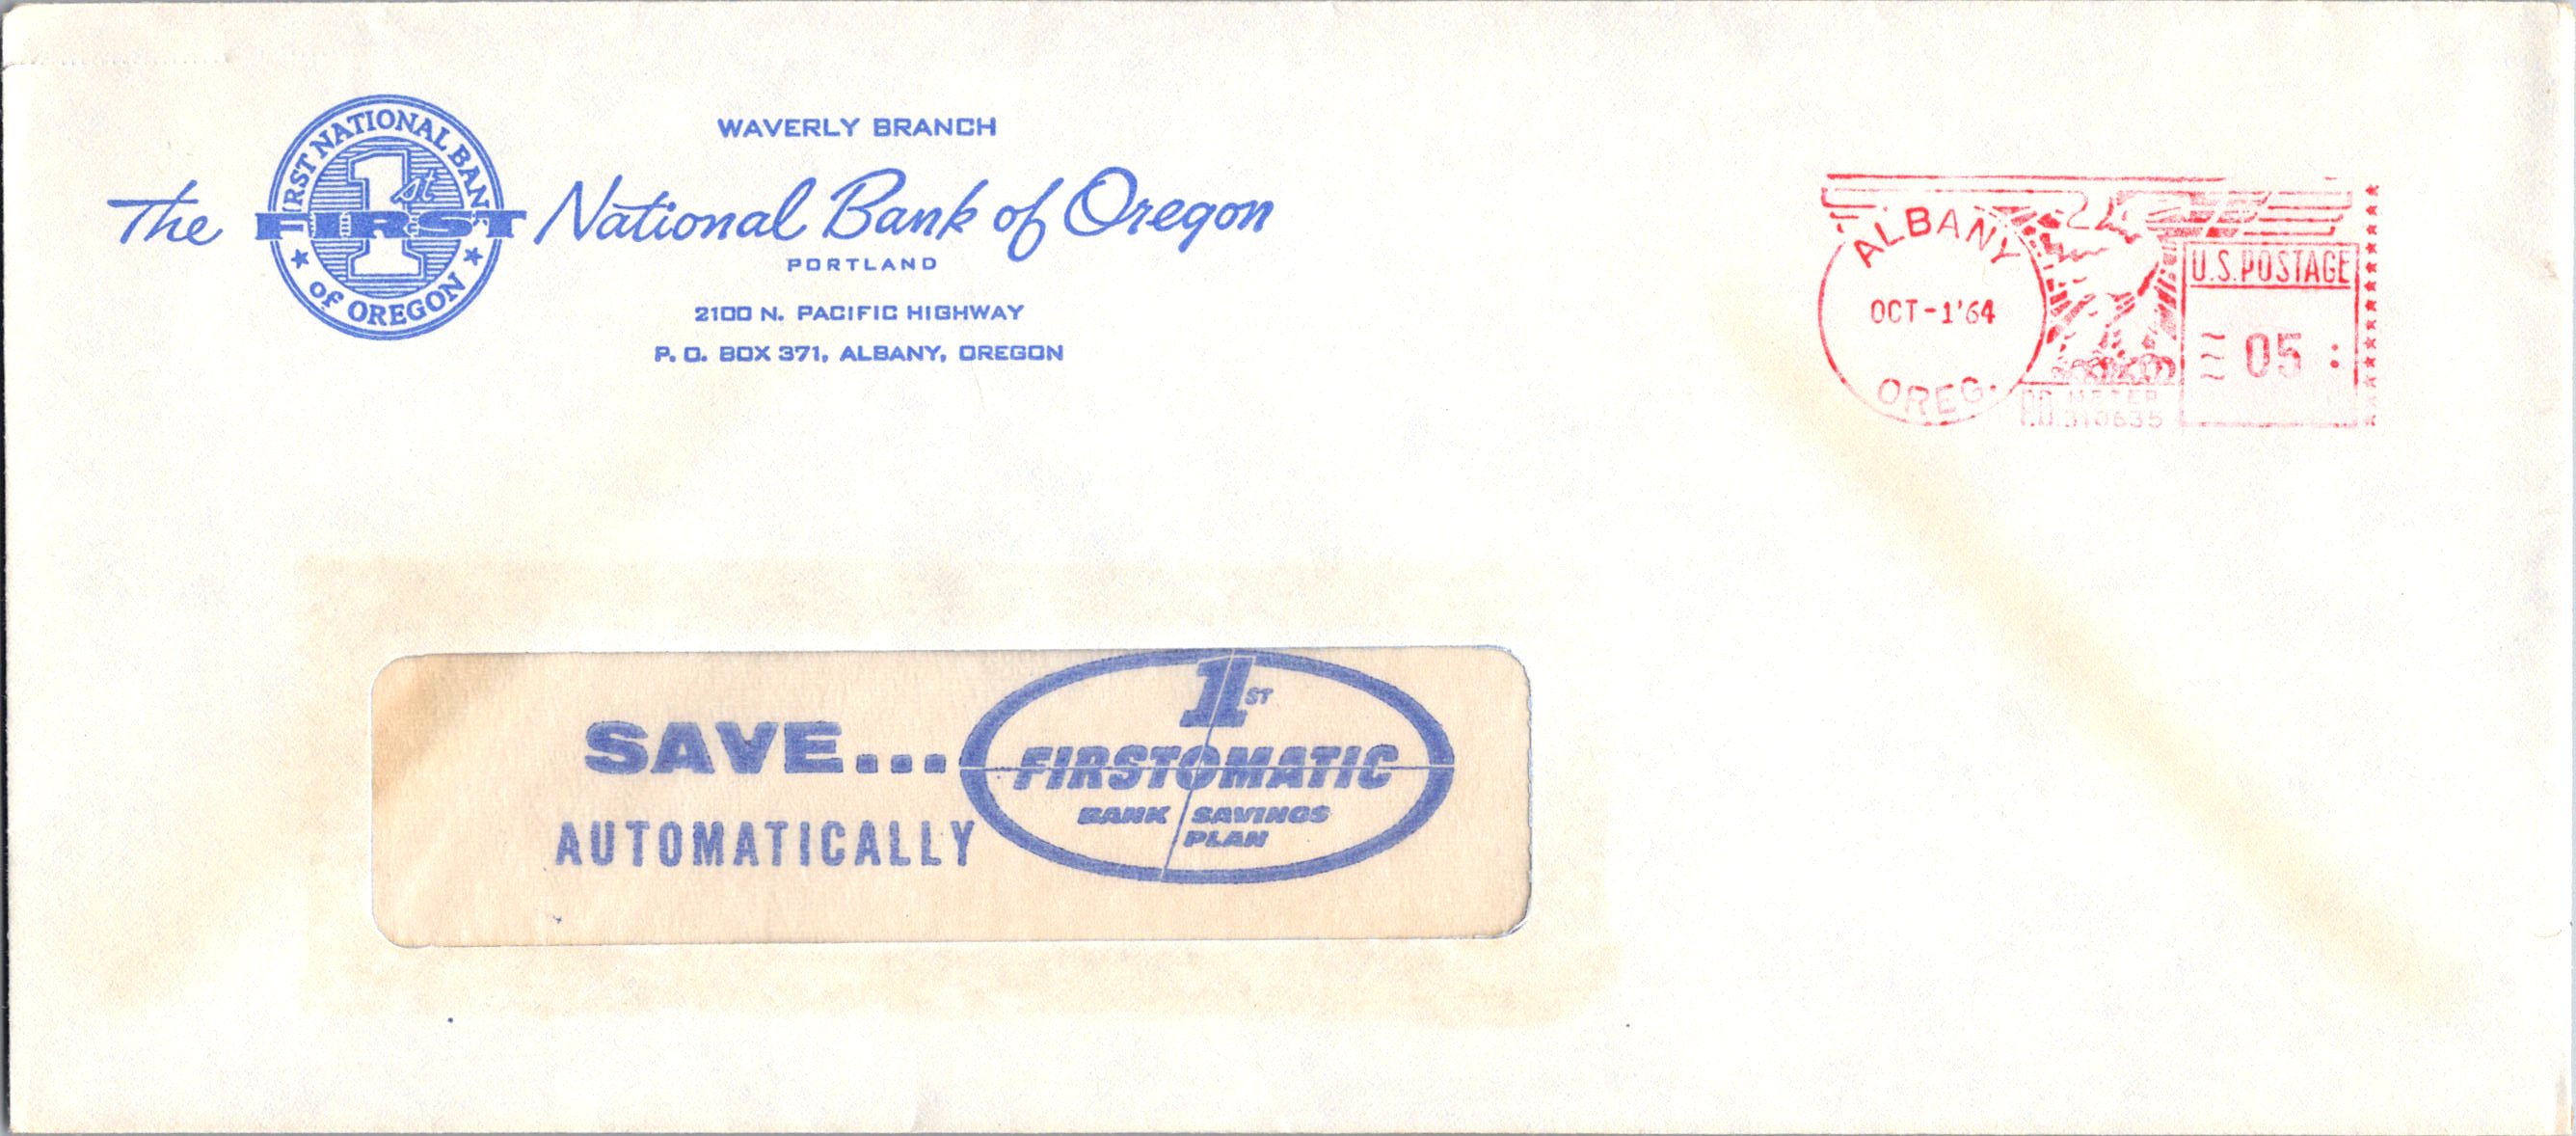 WAVERLY BRANCH
FIRST NATIONAL BANK
1st
The FIRST National Bank of Oregon
of OREGON
PORTLAND
2100 N. PACIFIC HIGHWAY
P. O. BOX 371, ALBANY, OREGON
ALBANY
OCT-1'64
OREG.
U.S. POSTAGE
05
METER
SAVE...
AUTOMATICALLY
1ST
FIRSTOMATIC
BANK SAVINGS
PLAN